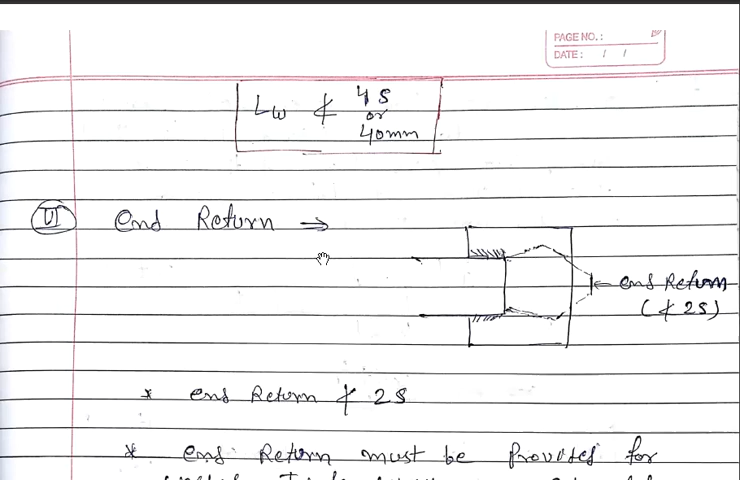 PAGE NO.:
DATE: / /
Lw ≮ 4S
or
40mm
VI End Return ⇒
← end Return
(≮ 2S)
* end Return ≮ 2S
* end Return must be provided for